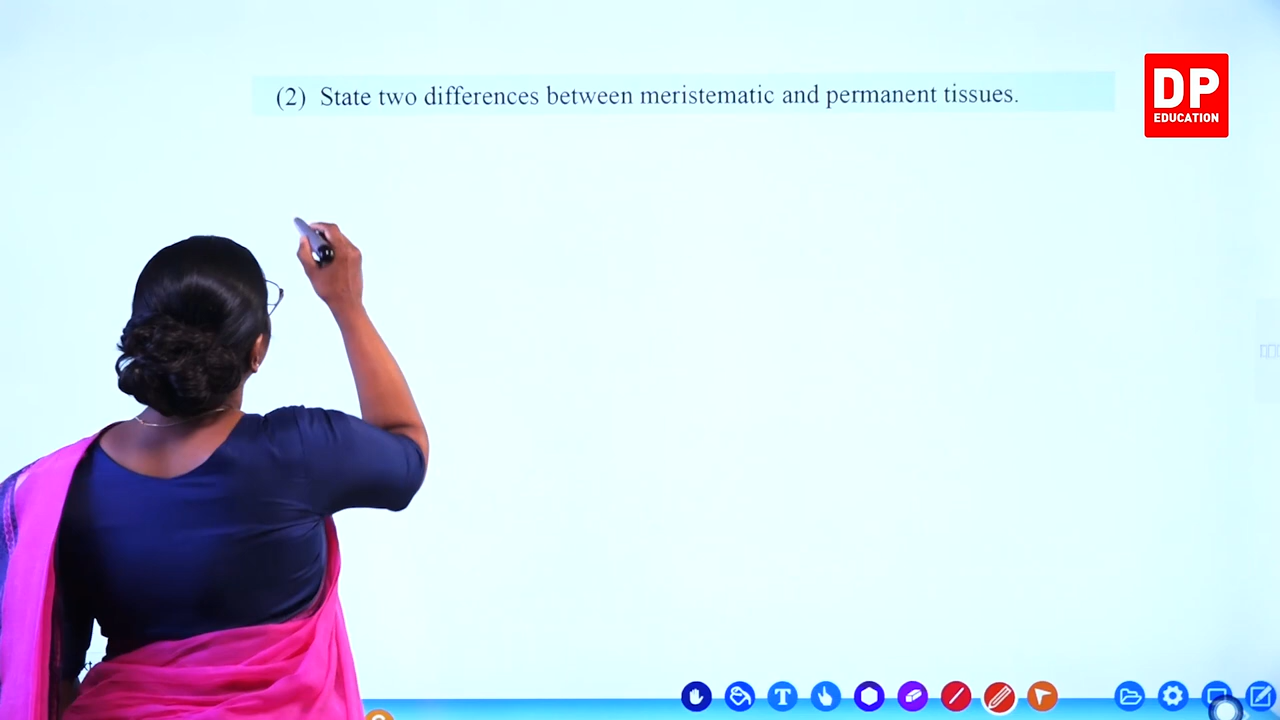 (2) State two differences between meristematic and permanent tissues.
DP
EDUCATION
T